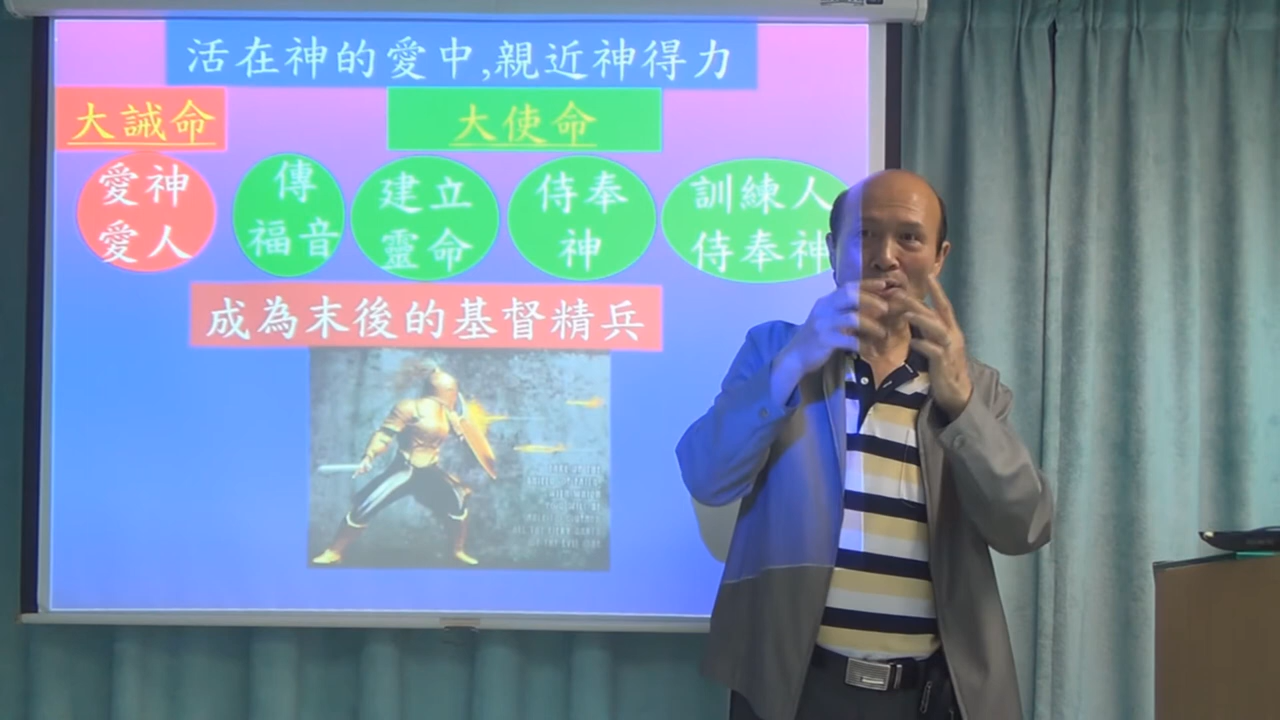 活在神的愛中,親近神得力
大誡命
大使命
愛神
愛人
傳
福音
建立
靈命
侍奉
神
訓練人
侍奉神
成為末後的基督精兵